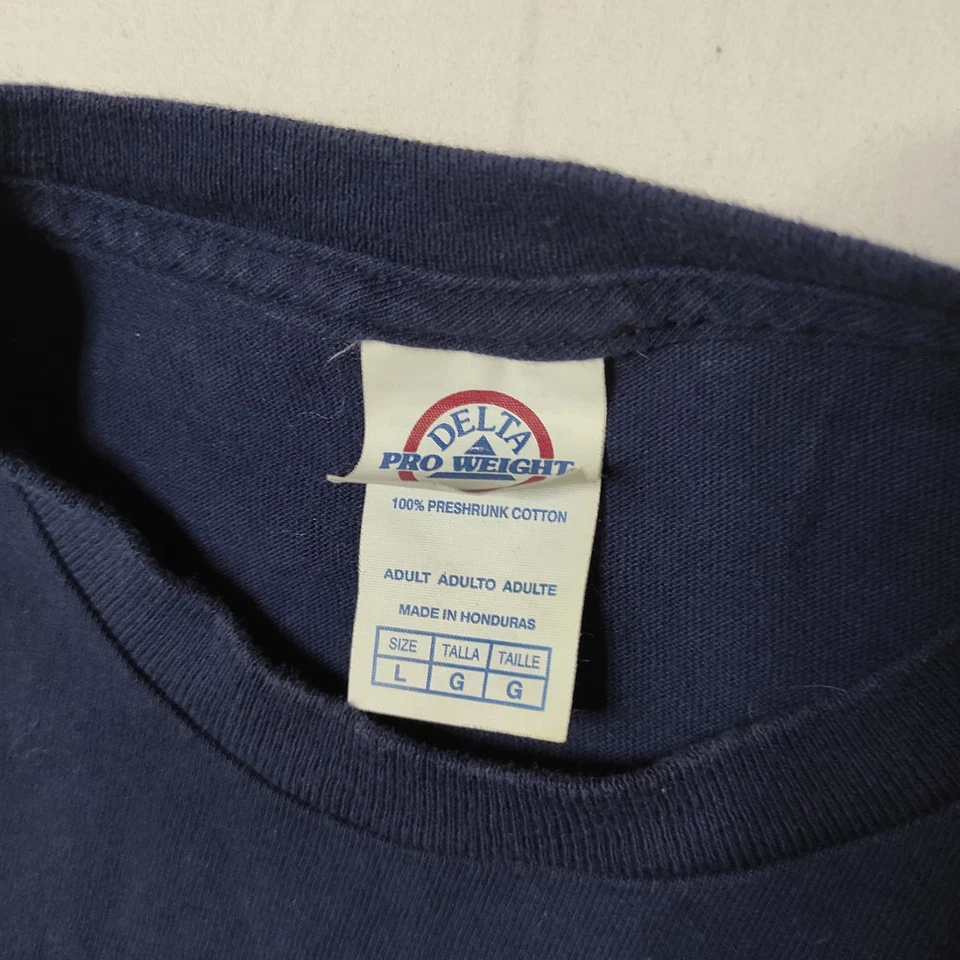 DELTA
PRO WEIGHT
100% PRESHRUNK COTTON
ADULT ADULTO ADULTE
MADE IN HONDURAS
SIZE TALLA TAILLE
L G G